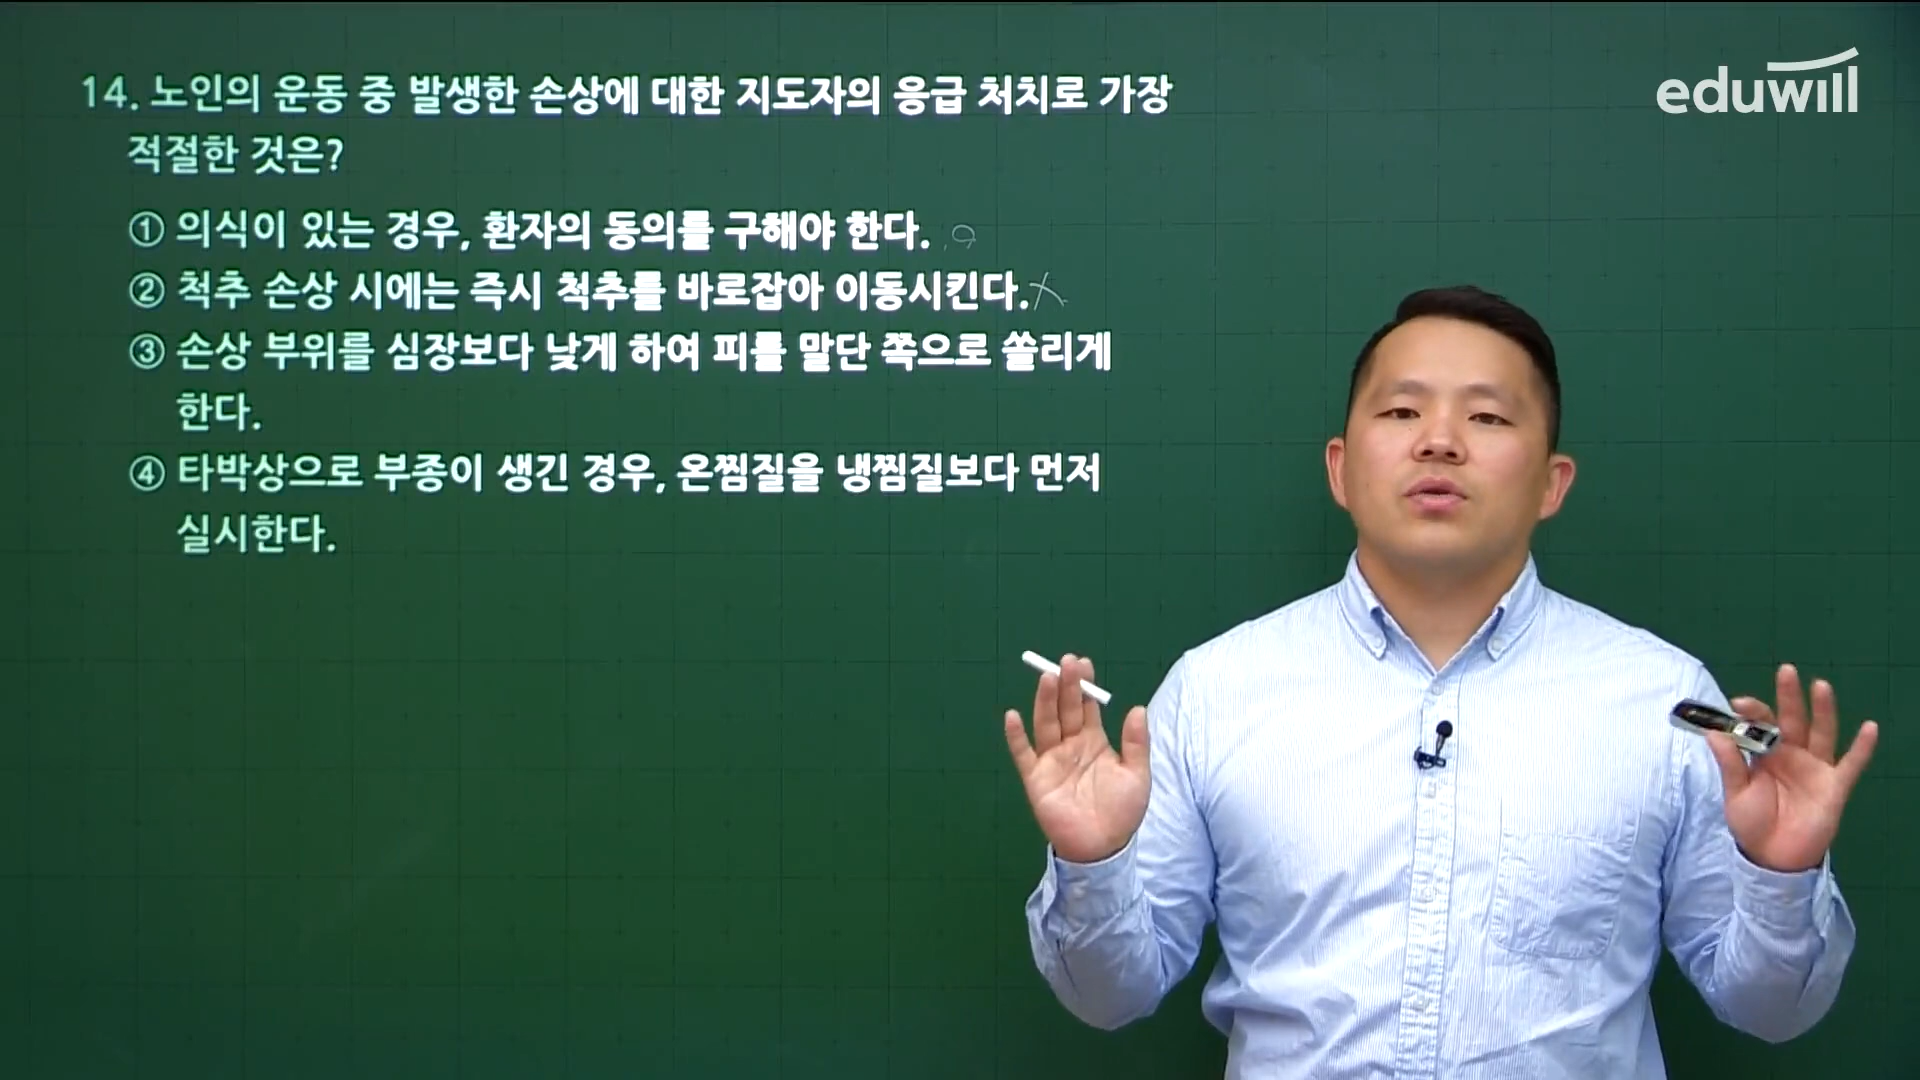 eduwill
14. 노인의 운동 중 발생한 손상에 대한 지도자의 응급 처치로 가장
적절한 것은?
① 의식이 있는 경우, 환자의 동의를 구해야 한다.
② 척추 손상 시에는 즉시 척추를 바로잡아 이동시킨다.
③ 손상 부위를 심장보다 낮게 하여 피를 말단 쪽으로 쏠리게
한다.
④ 타박상으로 부종이 생긴 경우, 온찜질을 냉찜질보다 먼저
실시한다.